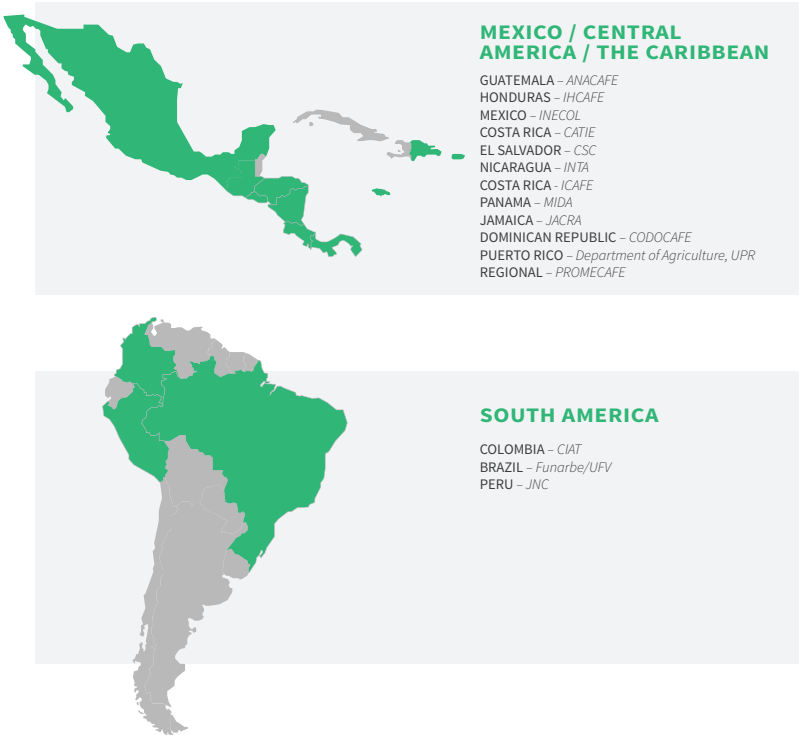 MEXICO / CENTRAL
AMERICA / THE CARIBBEAN
GUATEMALA – ANACAFE
HONDURAS – IHCAFE
MEXICO – INECOL
COSTA RICA – CATIE
EL SALVADOR – CSC
NICARAGUA – INTA
COSTA RICA - ICAFE
PANAMA – MIDA
JAMAICA – JACRA
DOMINICAN REPUBLIC – CODOCAFE
PUERTO RICO – Department of Agriculture, UPR
REGIONAL – PROMECAFE
SOUTH AMERICA
COLOMBIA – CIAT
BRAZIL – Funarbe/UFV
PERU – JNC